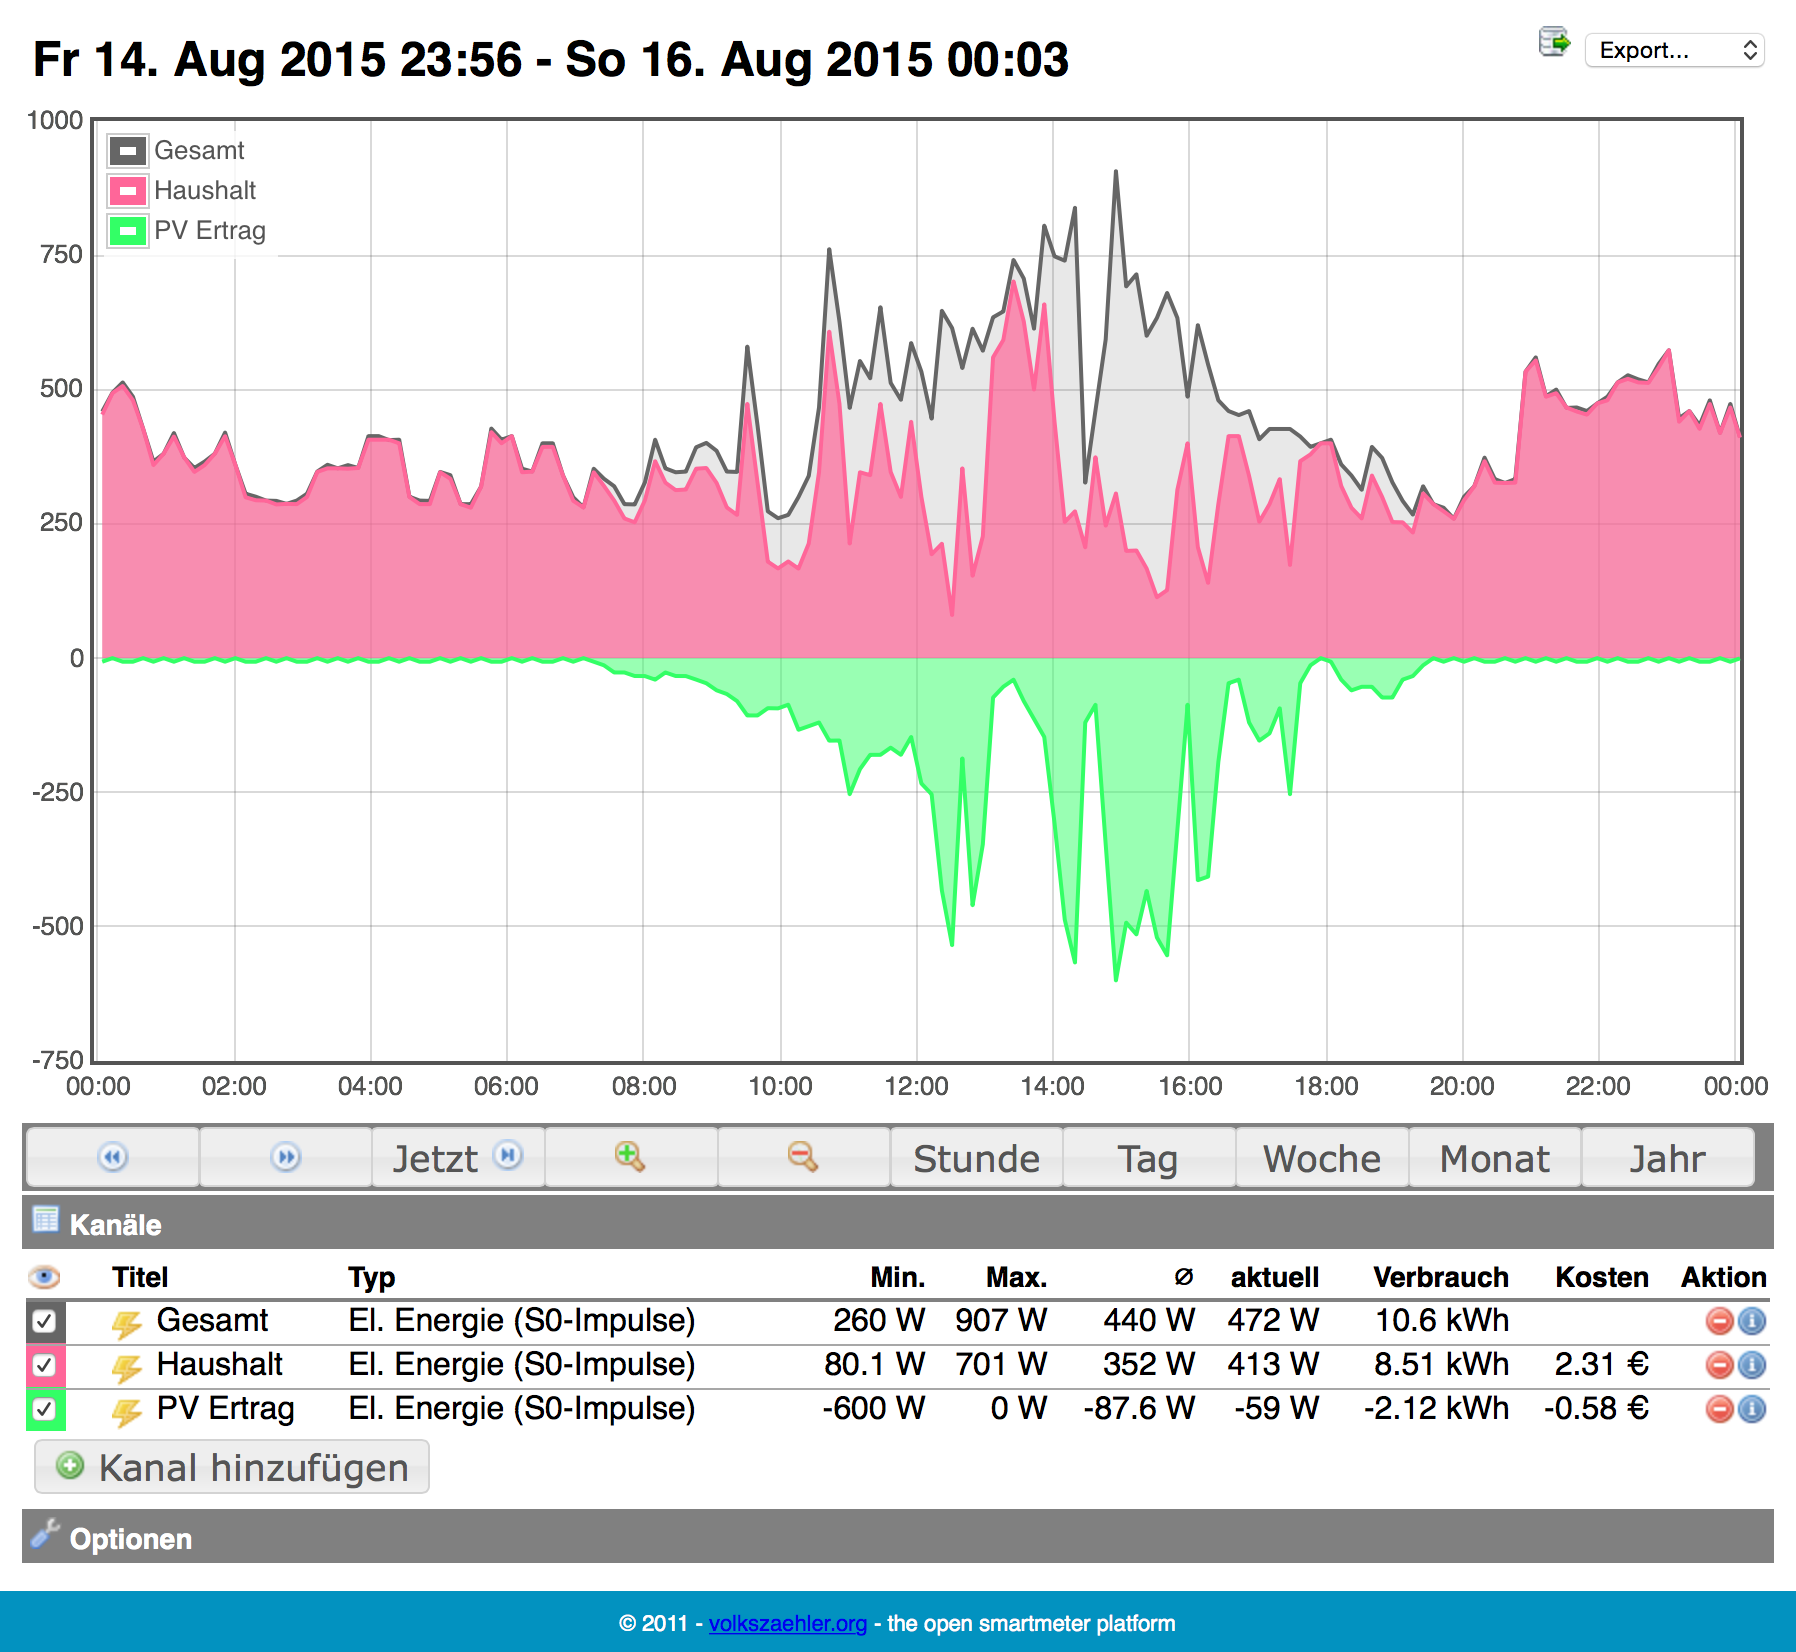 Fr 14. Aug 2015 23:56 - So 16. Aug 2015 00:03
Export...
1000
750
500
250
0
-250
-500
-750
Gesamt
Haushalt
PV Ertrag
00:00 02:00 04:00 06:00 08:00 10:00 12:00 14:00 16:00 18:00 20:00 22:00 00:00
Jetzt Stunde Tag Woche Monat Jahr
Kanäle
Titel Typ Min. Max. Ø aktuell Verbrauch Kosten Aktion
Gesamt El. Energie (S0-Impulse) 260 W 907 W 440 W 472 W 10.6 kWh
Haushalt El. Energie (S0-Impulse) 80.1 W 701 W 352 W 413 W 8.51 kWh 2.31 €
PV Ertrag El. Energie (S0-Impulse) -600 W 0 W -87.6 W -59 W -2.12 kWh -0.58 €
Kanal hinzufügen
Optionen
© 2011 - volkszaehler.org - the open smartmeter platform